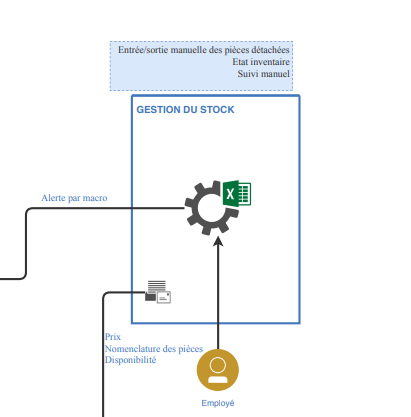 Entrée/sortie manuelle des pièces détachées
Etat inventaire
Suivi manuel
GESTION DU STOCK
X
Alerte par macro
Prix
Nomenclature des pièces
Disponibilité
Employé